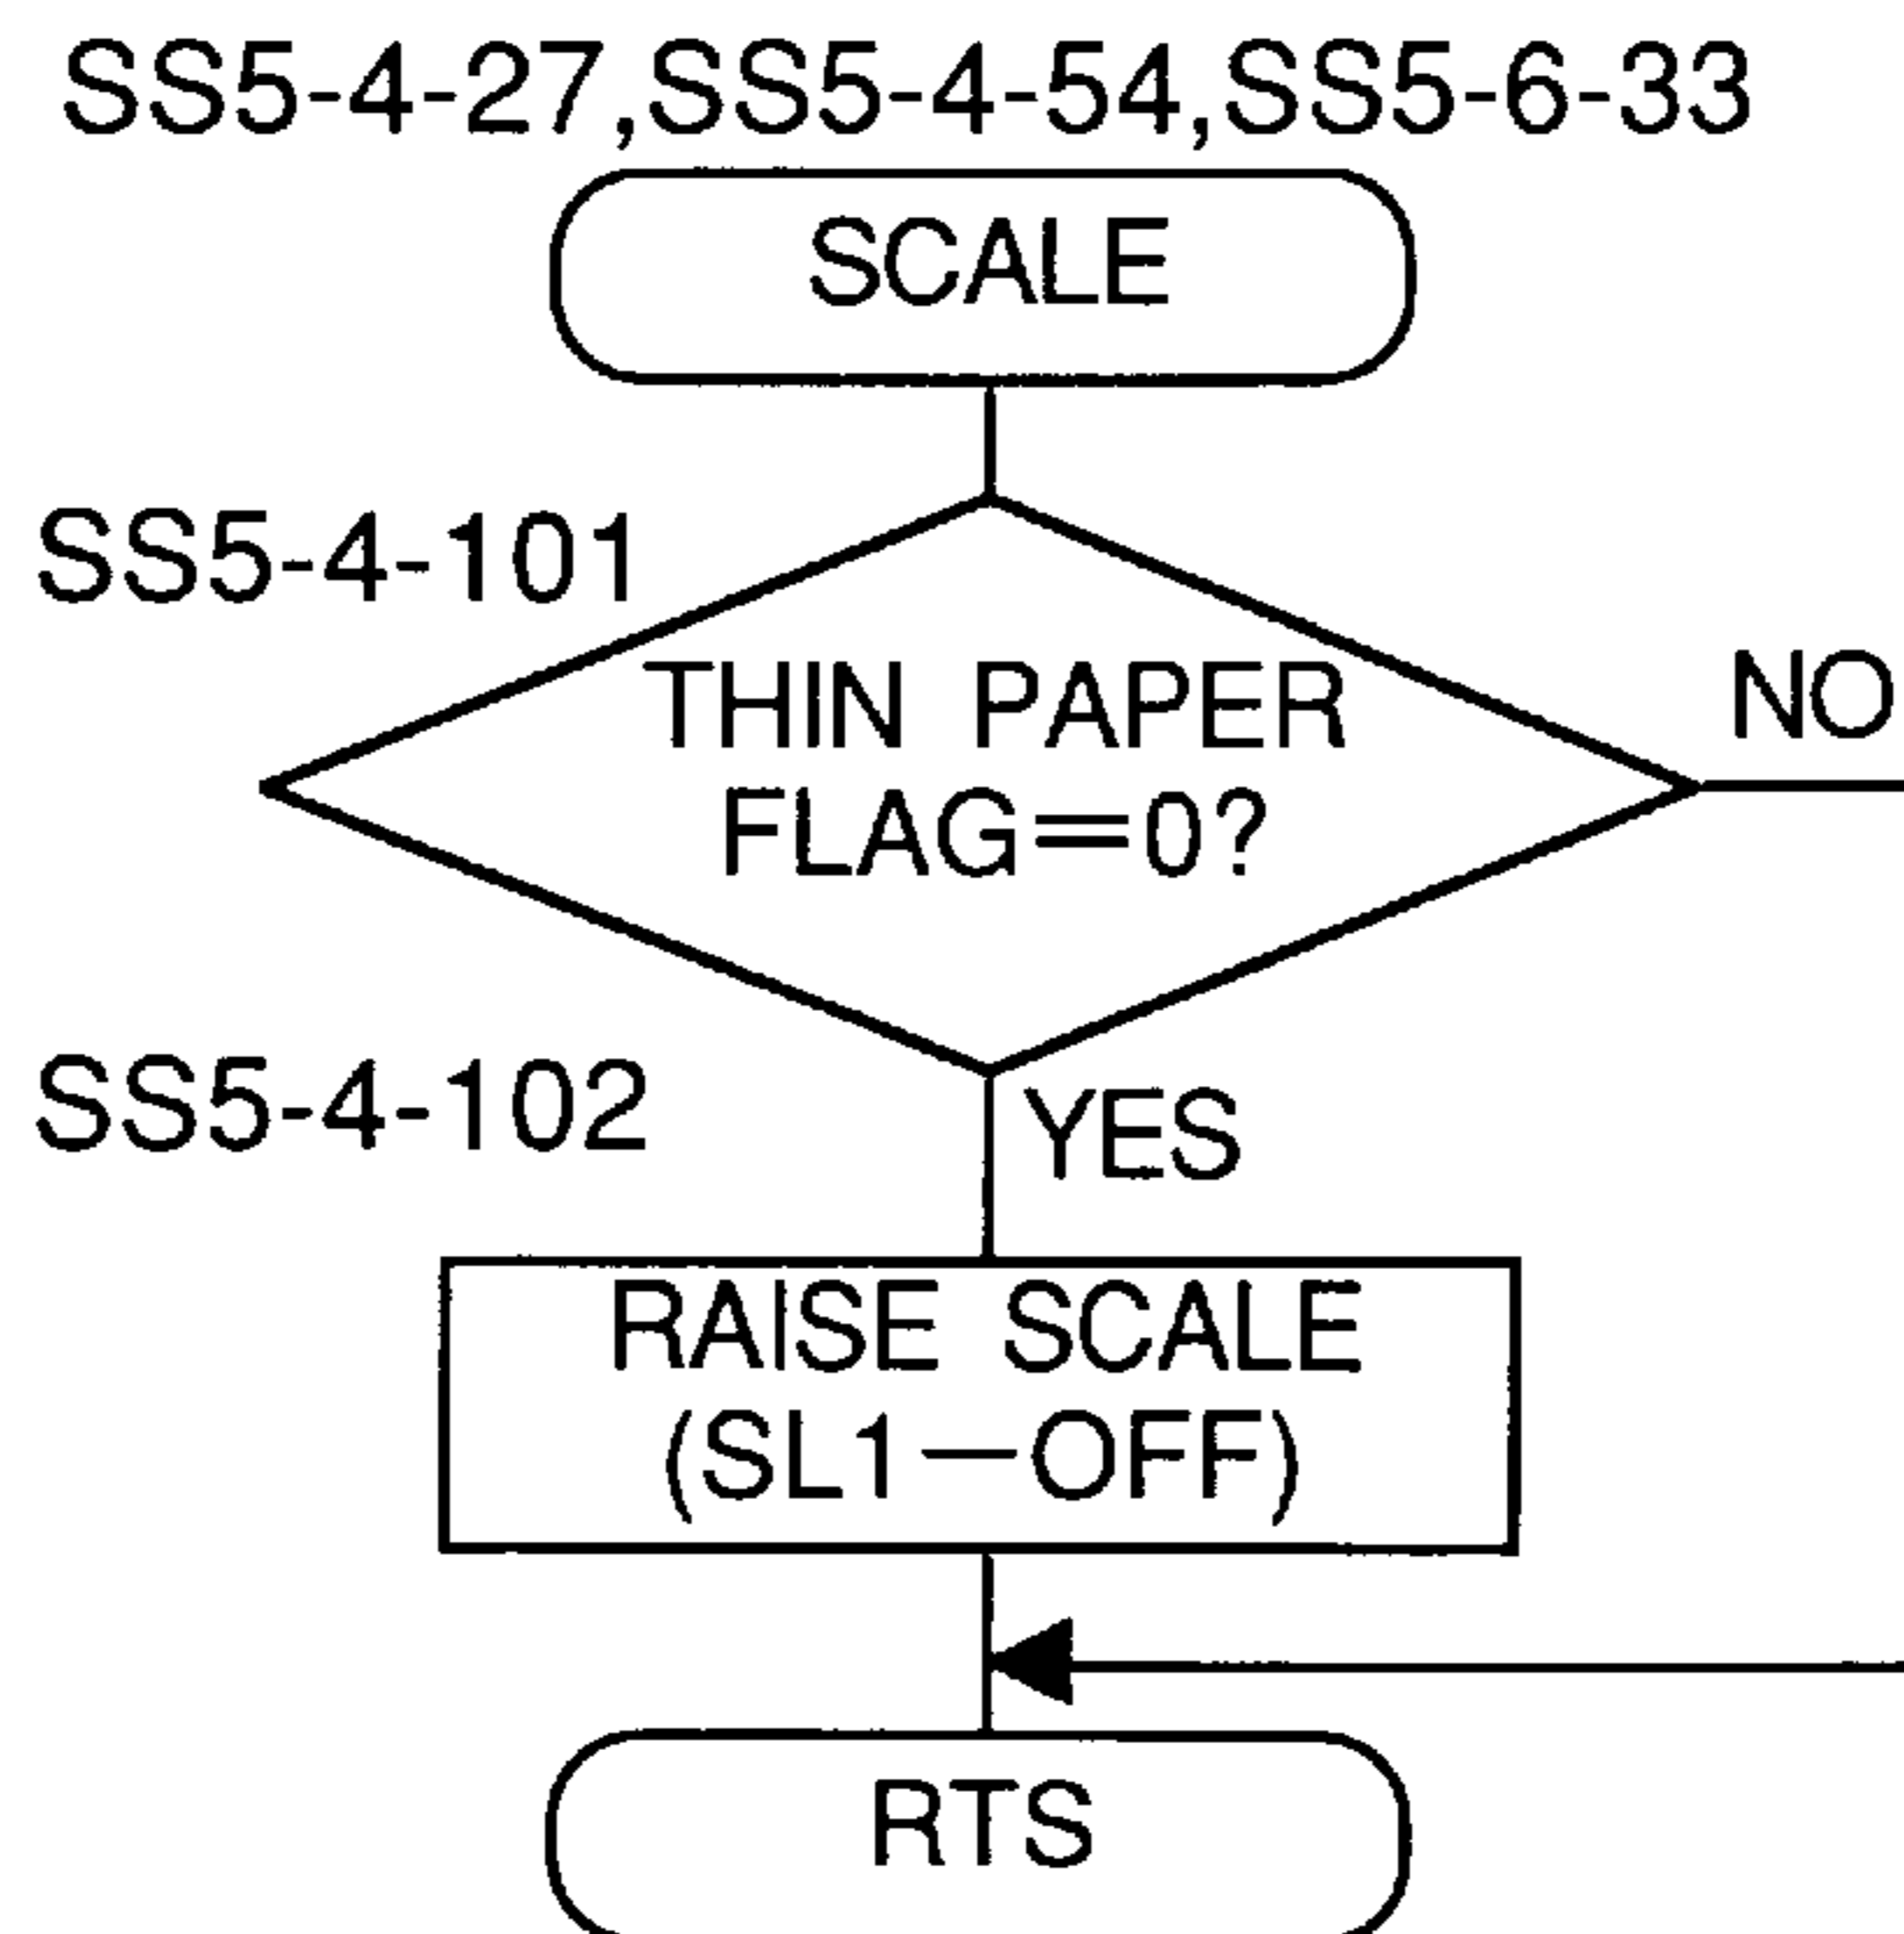 SS5-4-27,SS5-4-54,SS5-6-33
SCALE
SS5-4-101
THIN PAPER
FLAG=0?
NO
SS5-4-102
YES
RAISE SCALE
(SL1—OFF)
RTS